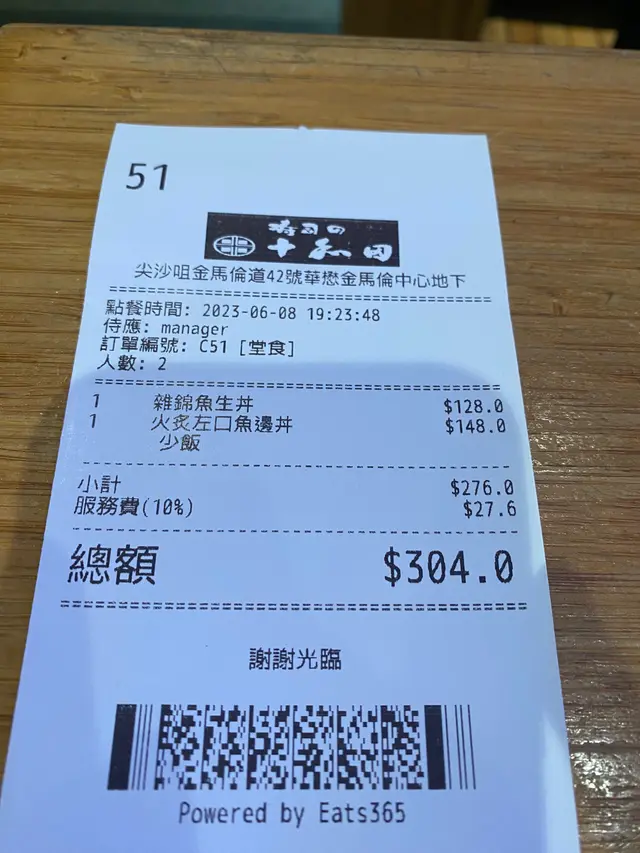 51
寿司の
十和田
尖沙咀金馬倫道42號華懋金馬倫中心地下
點餐時間: 2023-06-08 19:23:48
侍應: manager
訂單編號: C51 [堂食]
人數: 2
1 雜錦魚生丼 $128.0
1 火炙左口魚邊丼 $148.0
少飯
小計 $276.0
服務費(10%) $27.6
總額 $304.0
謝謝光臨
Powered by Eats365